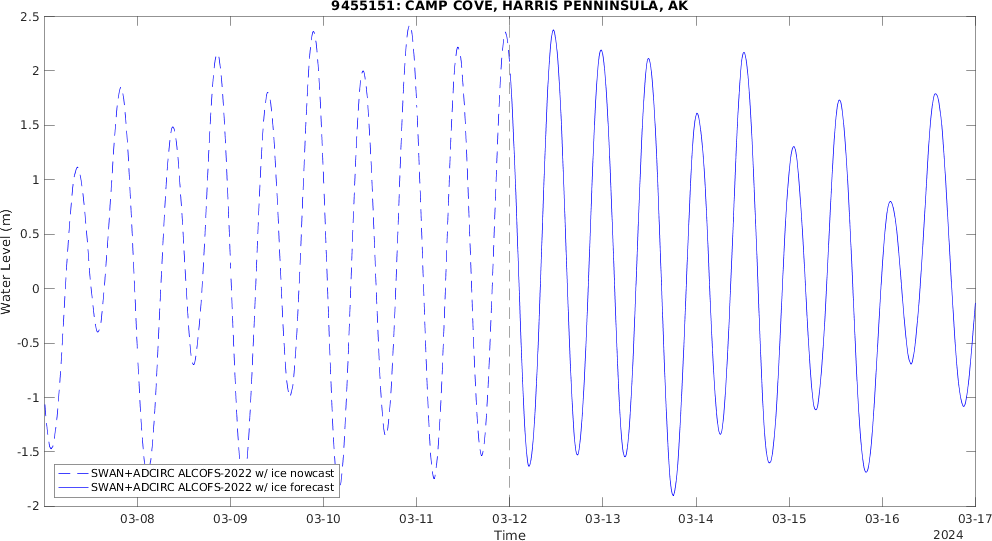 9455151: CAMP COVE, HARRIS PENNINSULA, AK
2.5
2
1.5
1
0.5
0
-0.5
-1
-1.5
-2
Water Level (m)
SWAN+ADCIRC ALCOFS-2022 w/ ice nowcast
SWAN+ADCIRC ALCOFS-2022 w/ ice forecast
03-08 03-09 03-10 03-11 03-12 03-13 03-14 03-15 03-16 03-17
Time
2024